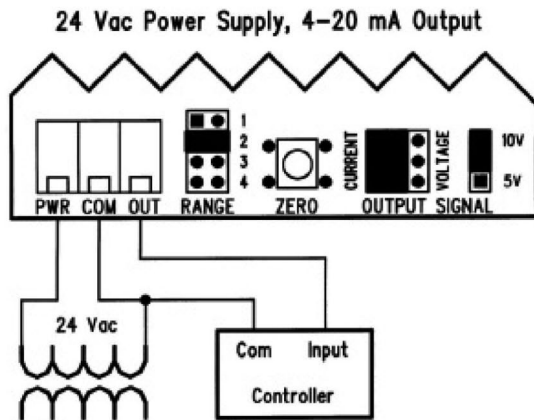 24 Vac Power Supply, 4-20 mA Output
1
2
3
4
CURRENT
VOLTAGE
10V
5V
PWR COM OUT RANGE ZERO OUTPUT SIGNAL
24 Vac
Com Input
Controller